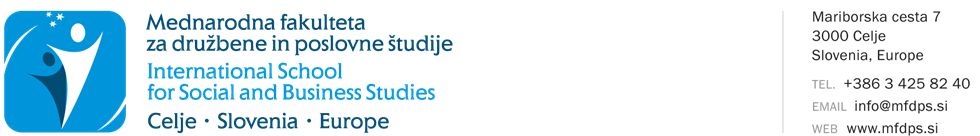 Mednarodna fakulteta
za družbene in poslovne študije
International School
for Social and Business Studies
Celje · Slovenia · Europe
Mariborska cesta 7
3000 Celje
Slovenia, Europe
TEL. +386 3 425 82 40
EMAIL info@mfdps.si
WEB www.mfdps.si